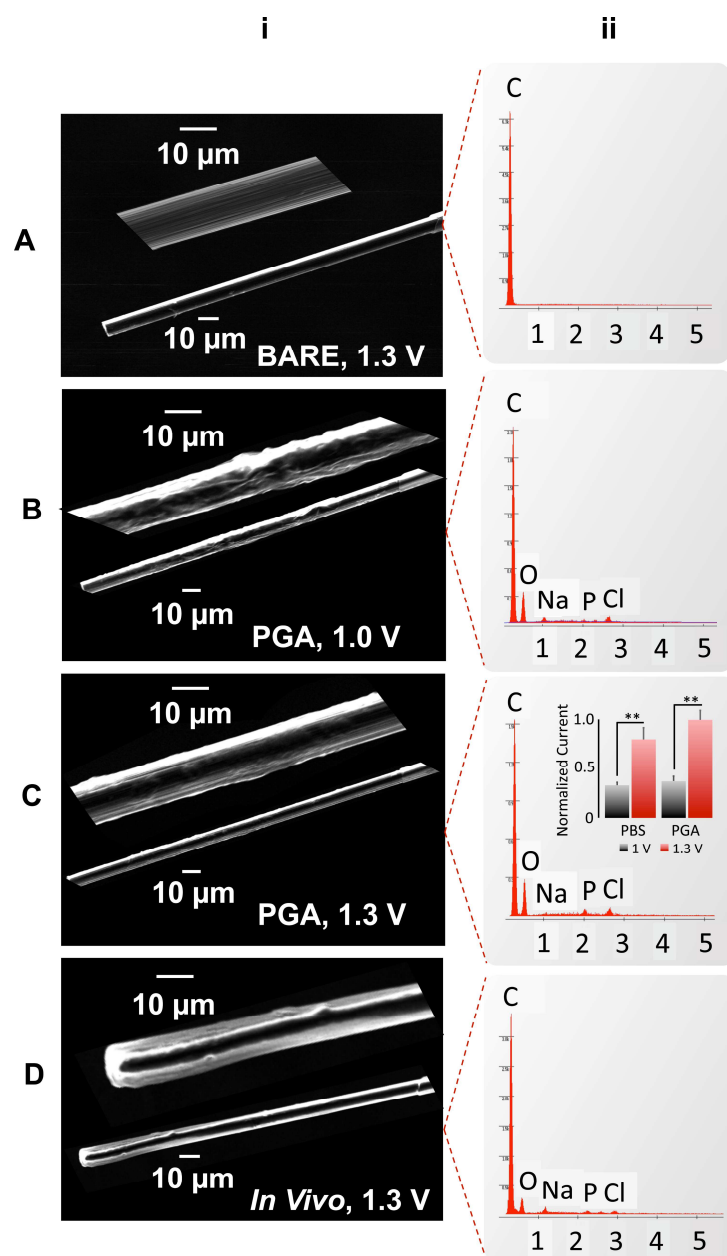 i
ii
A
10 µm
10 µm
BARE, 1.3 V
C
1 2 3 4 5
B
10 µm
10 µm
PGA, 1.0 V
C
O
Na P Cl
1 2 3 4 5
C
10 µm
10 µm
PGA, 1.3 V
C
O
Na P Cl
1 2 3 4 5
Normalized Current
1.0
0.5
0
**
**
PBS PGA
1 V 1.3 V
D
10 µm
10 µm
In Vivo, 1.3 V
C
O
Na P Cl
1 2 3 4 5